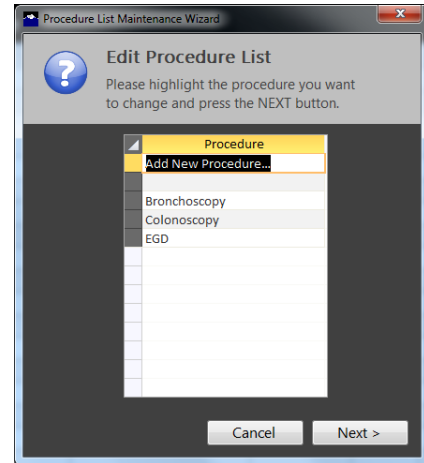 Procedure List Maintenance Wizard
x
Edit Procedure List
Please highlight the procedure you want
to change and press the NEXT button.
Procedure
Add New Procedure...
Bronchoscopy
Colonoscopy
EGD
Cancel
Next >